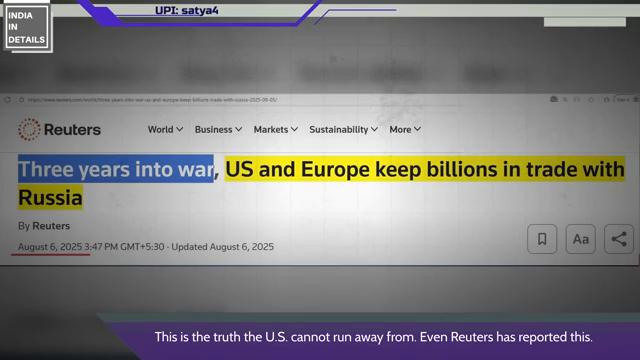 INDIA
IN
DETAILS
UPI: satya4
https://www.reuters.com/world/three-years-into-war-us-and-europe-keep-billions-trade-with-russia-2025-08-05/
Reuters
World Business Markets Sustainability More
Three years into war, US and Europe keep billions in trade with
Russia
By Reuters
August 6, 2025 3:47 PM GMT+5:30 · Updated August 6, 2025
Aa
This is the truth the U.S. cannot run away from. Even Reuters has reported this.